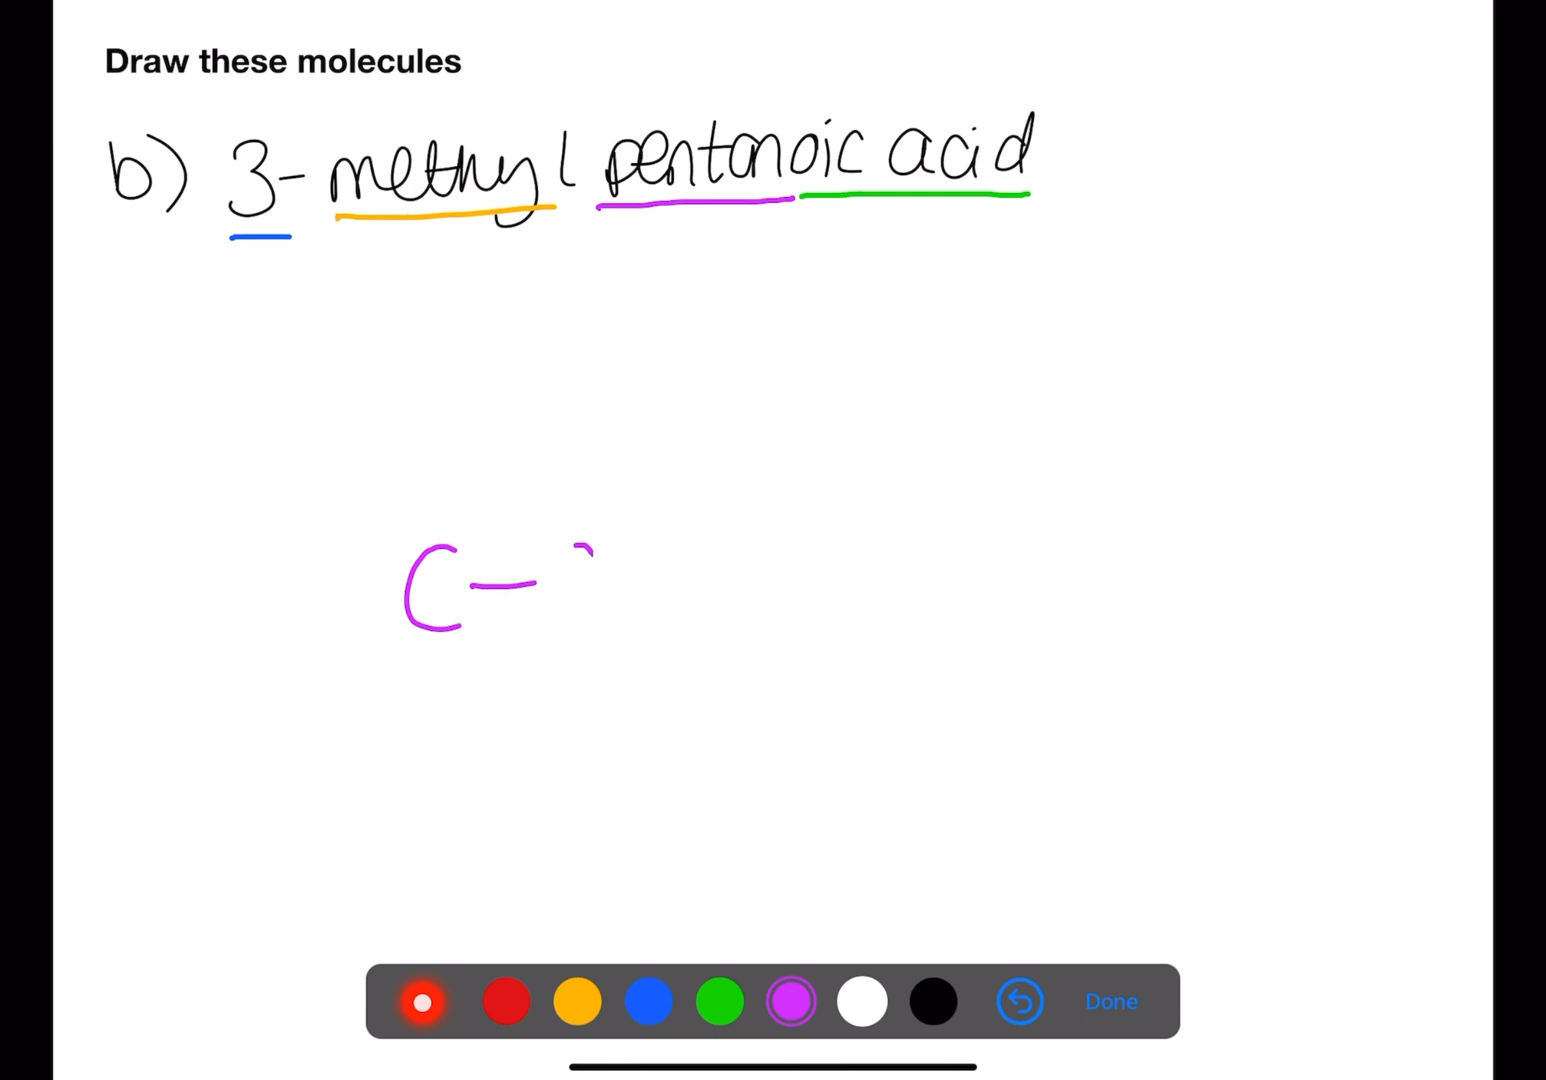 Draw these molecules
b) 3-methyl pentanoic acid
C-
Done